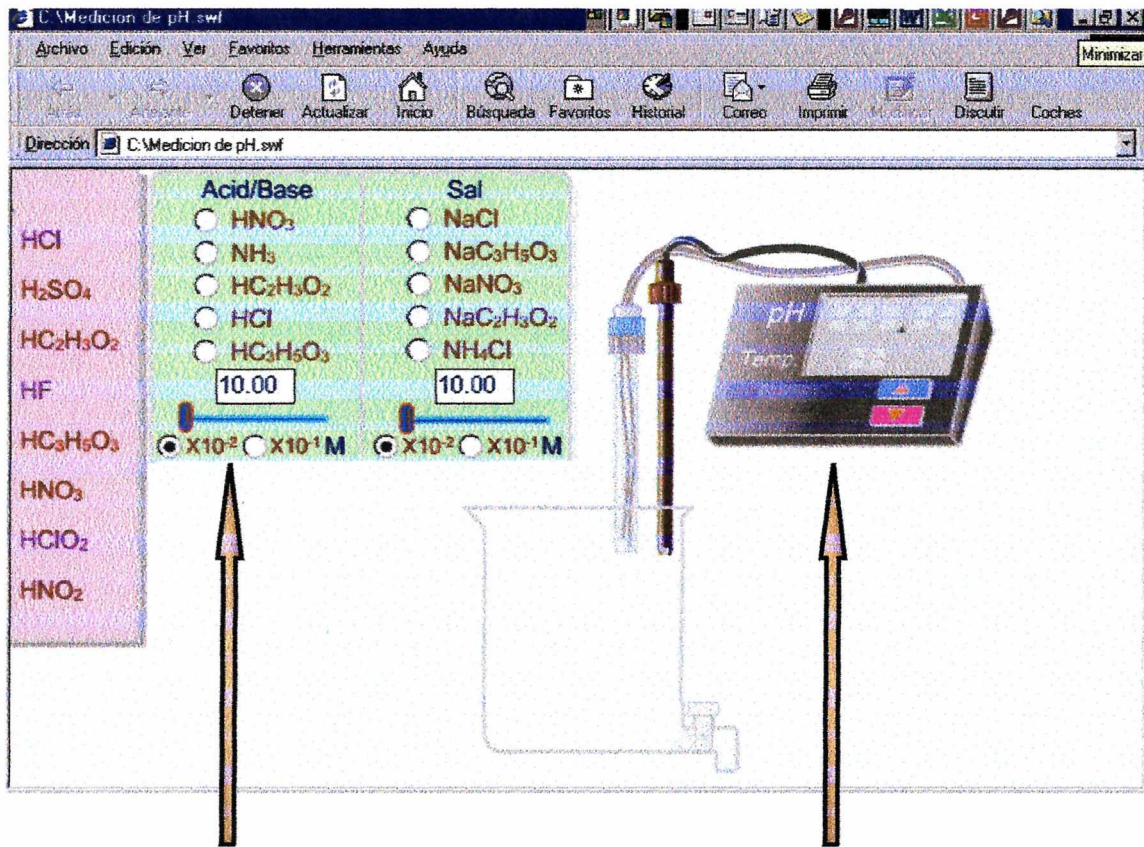 C:\Medicion de pH.swf
Archivo Edición Ver Favoritos Herramientas Ayuda
Minimizar
Detener Actualizar Inicio Búsqueda Favoritos Historial Correo Imprimir Discutir Coches
Dirección C:\Medicion de pH.swf
HCl
H₂SO₄
HC₂H₃O₂
HF
HC₃H₅O₃
HNO₃
HClO₂
HNO₂
Acid/Base
HNO₃
NH₃
HC₂H₃O₂
HCl
HC₃H₅O₃
10.00
X10⁻² X10⁻¹ M
Sal
NaCl
NaC₃H₅O₃
NaNO₃
NaC₂H₃O₂
NH₄Cl
10.00
X10⁻² X10⁻¹ M
pH
Temp